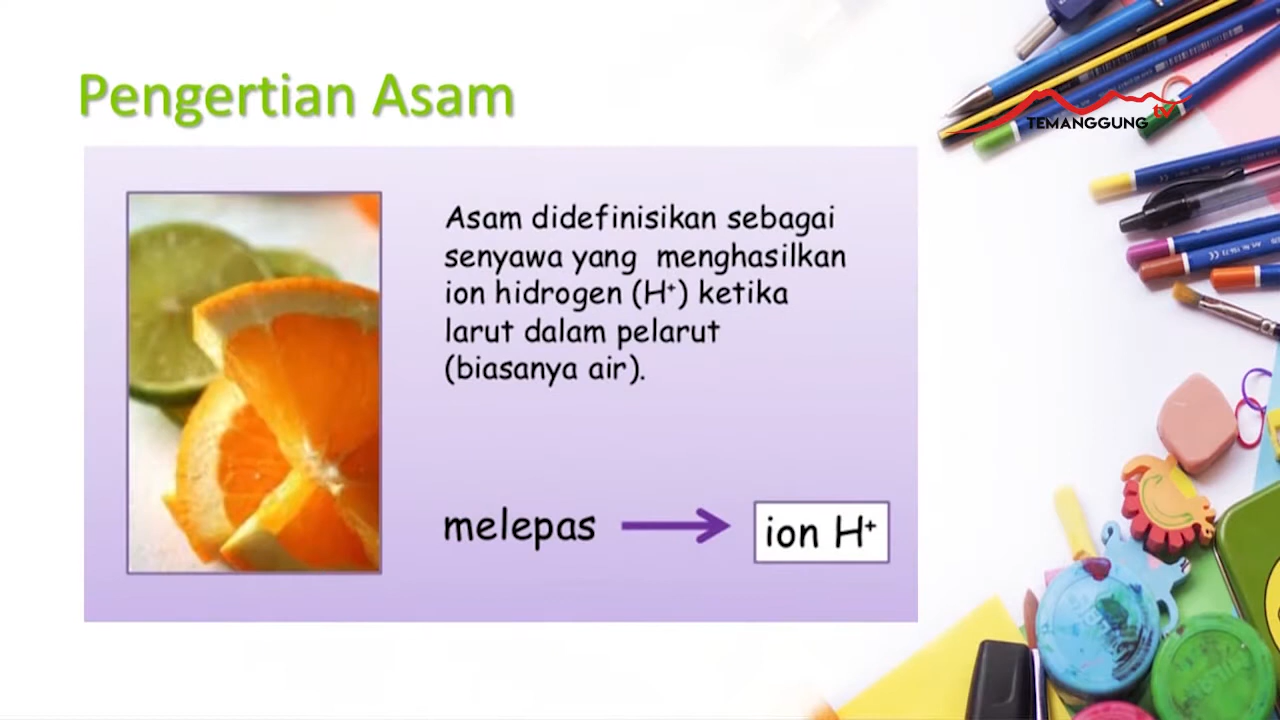 Pengertian Asam
TEMANGGUNG tv
Asam didefinisikan sebagai
senyawa yang menghasilkan
ion hidrogen (H⁺) ketika
larut dalam pelarut
(biasanya air).
melepas
ion H⁺